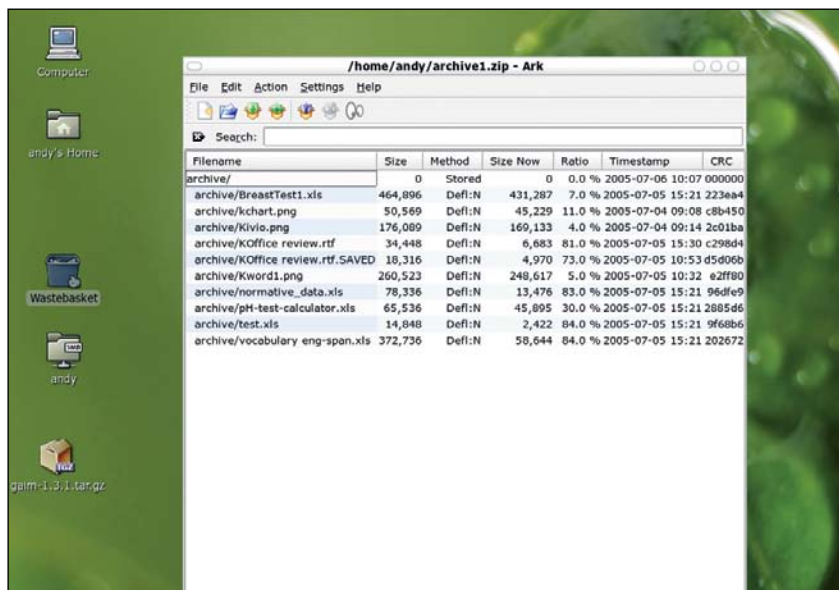 Computer
andy's Home
Wastebasket
SMB
andy
TGZ
gaim-1.3.1.tar.gz
/home/andy/archive1.zip - Ark
File Edit Action Settings Help
Search:
Filename Size Method Size Now Ratio Timestamp CRC
archive/ 0 Stored 0 0.0 % 2005-07-06 10:07 000000
archive/BreastTest1.xls 464,896 Defl:N 431,287 7.0 % 2005-07-05 15:21 223ea4
archive/kchart.png 50,569 Defl:N 45,229 11.0 % 2005-07-04 09:08 c8b450
archive/Kivio.png 176,089 Defl:N 169,133 4.0 % 2005-07-04 09:14 2c01ba
archive/KOffice review.rtf 34,448 Defl:N 6,683 81.0 % 2005-07-05 15:30 c298d4
archive/KOffice review.rtf.SAVED 18,316 Defl:N 4,970 73.0 % 2005-07-05 10:53 d5d06b
archive/Kword1.png 260,523 Defl:N 248,617 5.0 % 2005-07-05 10:32 e2ff80
archive/normative_data.xls 78,336 Defl:N 13,476 83.0 % 2005-07-05 15:21 96dfe9
archive/pH-test-calculator.xls 65,536 Defl:N 45,895 30.0 % 2005-07-05 15:21 2885d6
archive/test.xls 14,848 Defl:N 2,422 84.0 % 2005-07-05 15:21 9f68b6
archive/vocabulary eng-span.xls 372,736 Defl:N 58,644 84.0 % 2005-07-05 15:21 202672